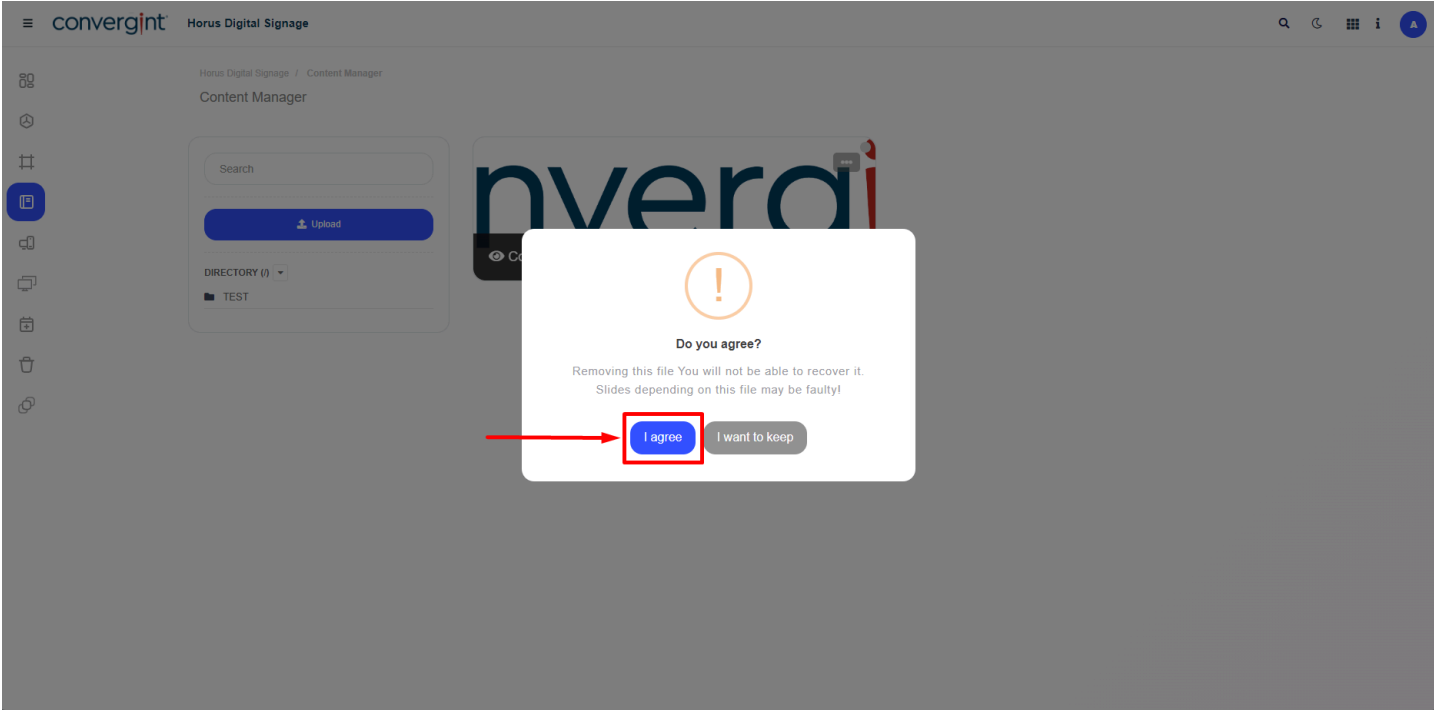 convergint
Horus Digital Signage
A
Horus Digital Signage / Content Manager
Content Manager
Search
Upload
DIRECTORY (/)
TEST
nvergi
Co
!
Do you agree?
Removing this file You will not be able to recover it.
Slides depending on this file may be faulty!
I agree
I want to keep